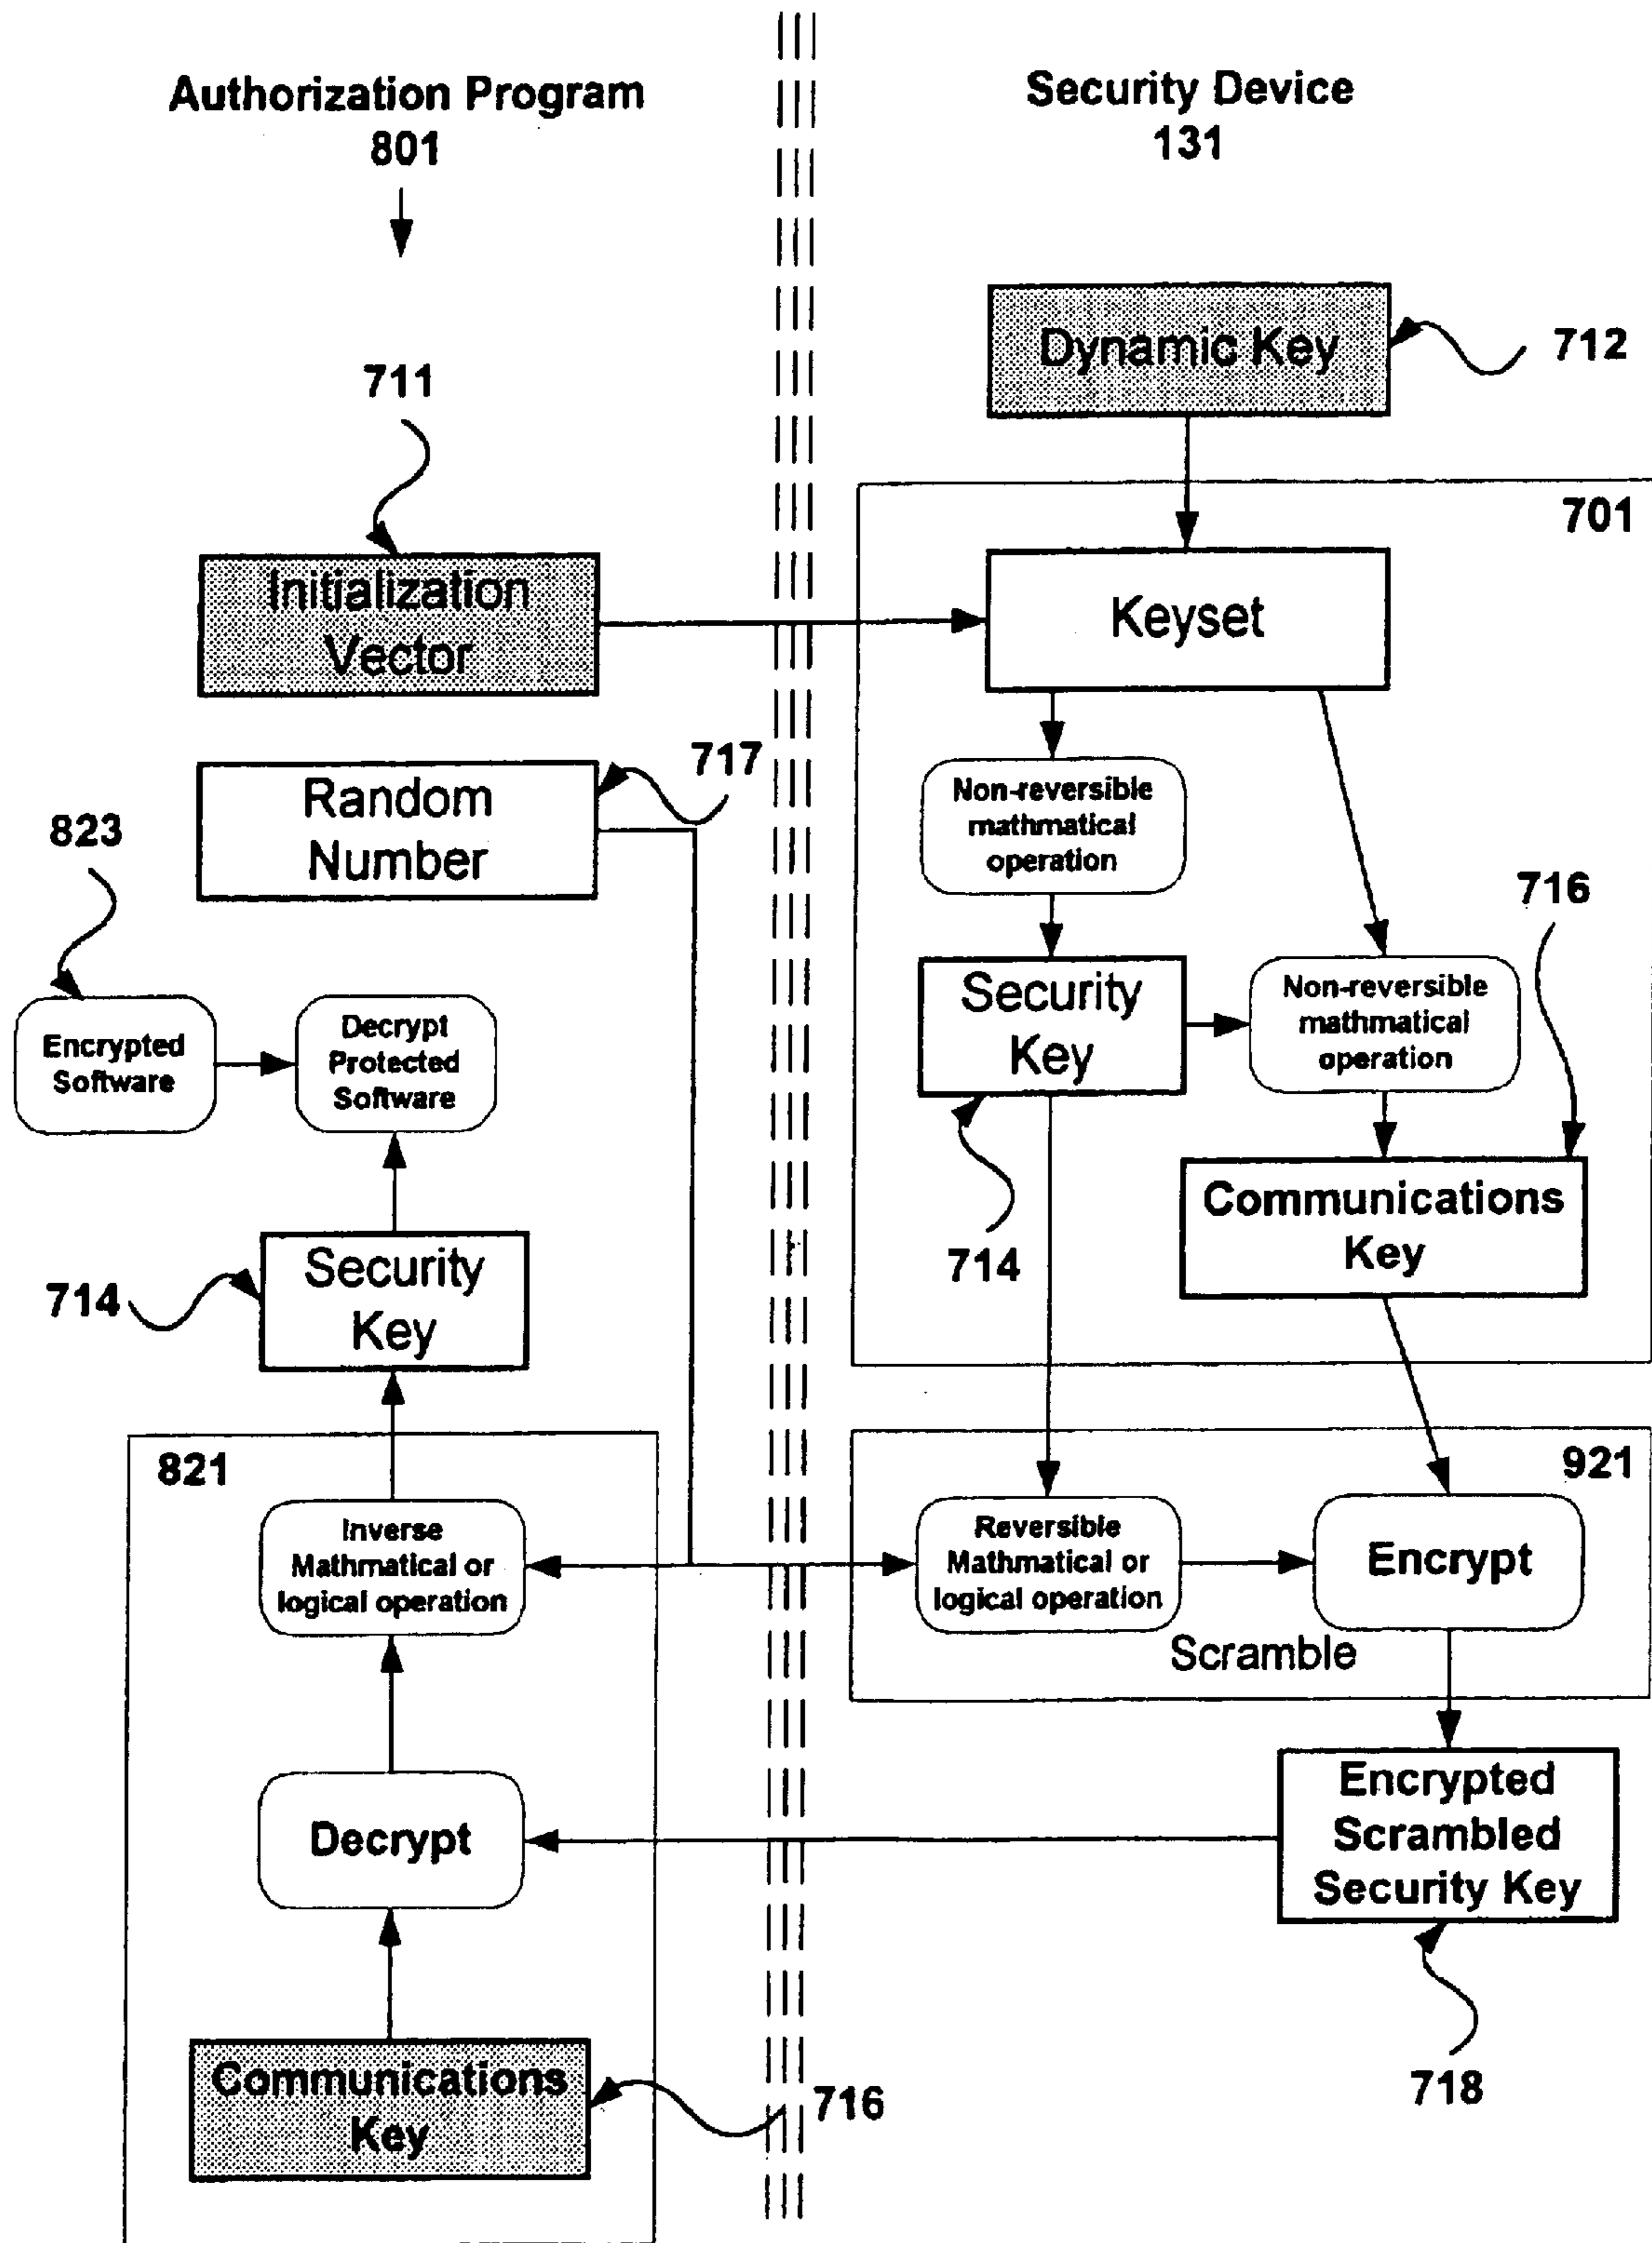 Authorization Program
801
Security Device
131
Dynamic Key
712
711
701
Initialization
Vector
Keyset
717
Random
Number
Non-reversible
mathmatical
operation
823
716
Security
Key
Non-reversible
mathmatical
operation
Encrypted
Software
Decrypt
Protected
Software
Communications
Key
714
Security
Key
714
821
921
Inverse
Mathmatical or
logical operation
Reversible
Mathmatical or
logical operation
Encrypt
Scramble
Decrypt
Encrypted
Scrambled
Security Key
Communications
Key
716
718